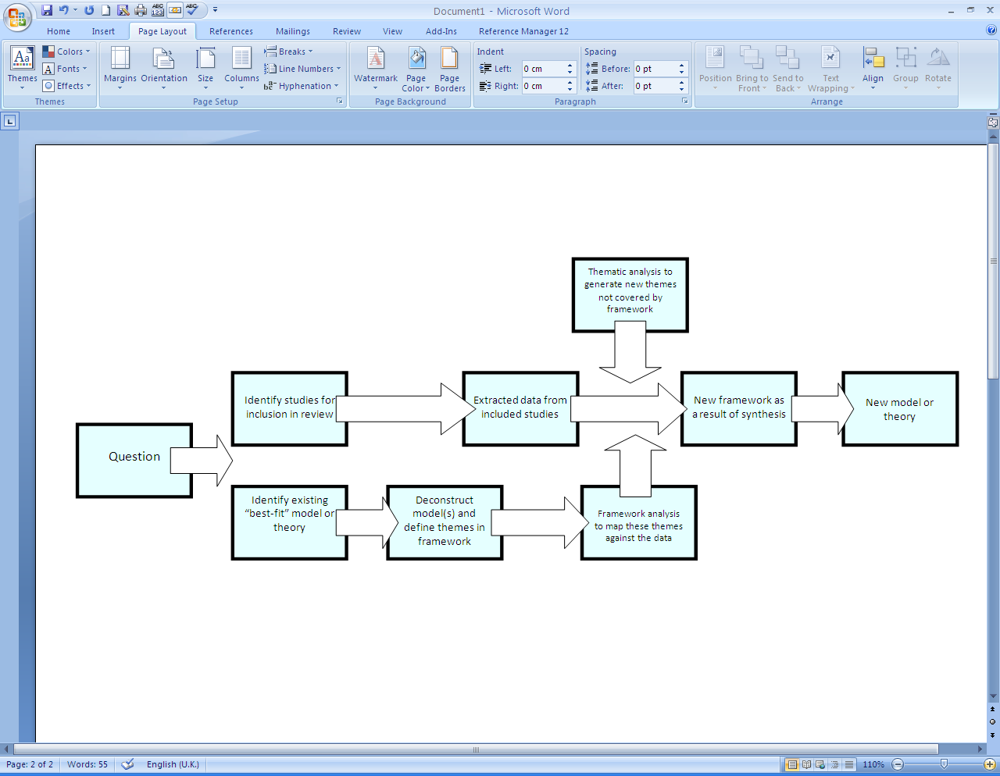 Document1 - Microsoft Word
Home Insert Page Layout References Mailings Review View Add-Ins Reference Manager 12
Themes
Colors
Fonts
Effects
Themes
Margins
Orientation
Size
Columns
Breaks
Line Numbers
Hyphenation
Page Setup
Watermark
Page
Color
Page
Borders
Page Background
Indent
Left: 0 cm
Right: 0 cm
Spacing
Before: 0 pt
After: 0 pt
Paragraph
Position
Bring to
Front
Send to
Back
Text
Wrapping
Align
Group
Rotate
Arrange
Thematic analysis to
generate new themes
not covered by
framework
Identify studies for
inclusion in review
Extracted data from
included studies
New framework as
a result of synthesis
New model or
theory
Question
Identify existing
“best-fit” model or
theory
Deconstruct
model(s) and
define themes in
framework
Framework analysis
to map these themes
against the data
Page: 2 of 2 Words: 55 English (U.K.) 110%